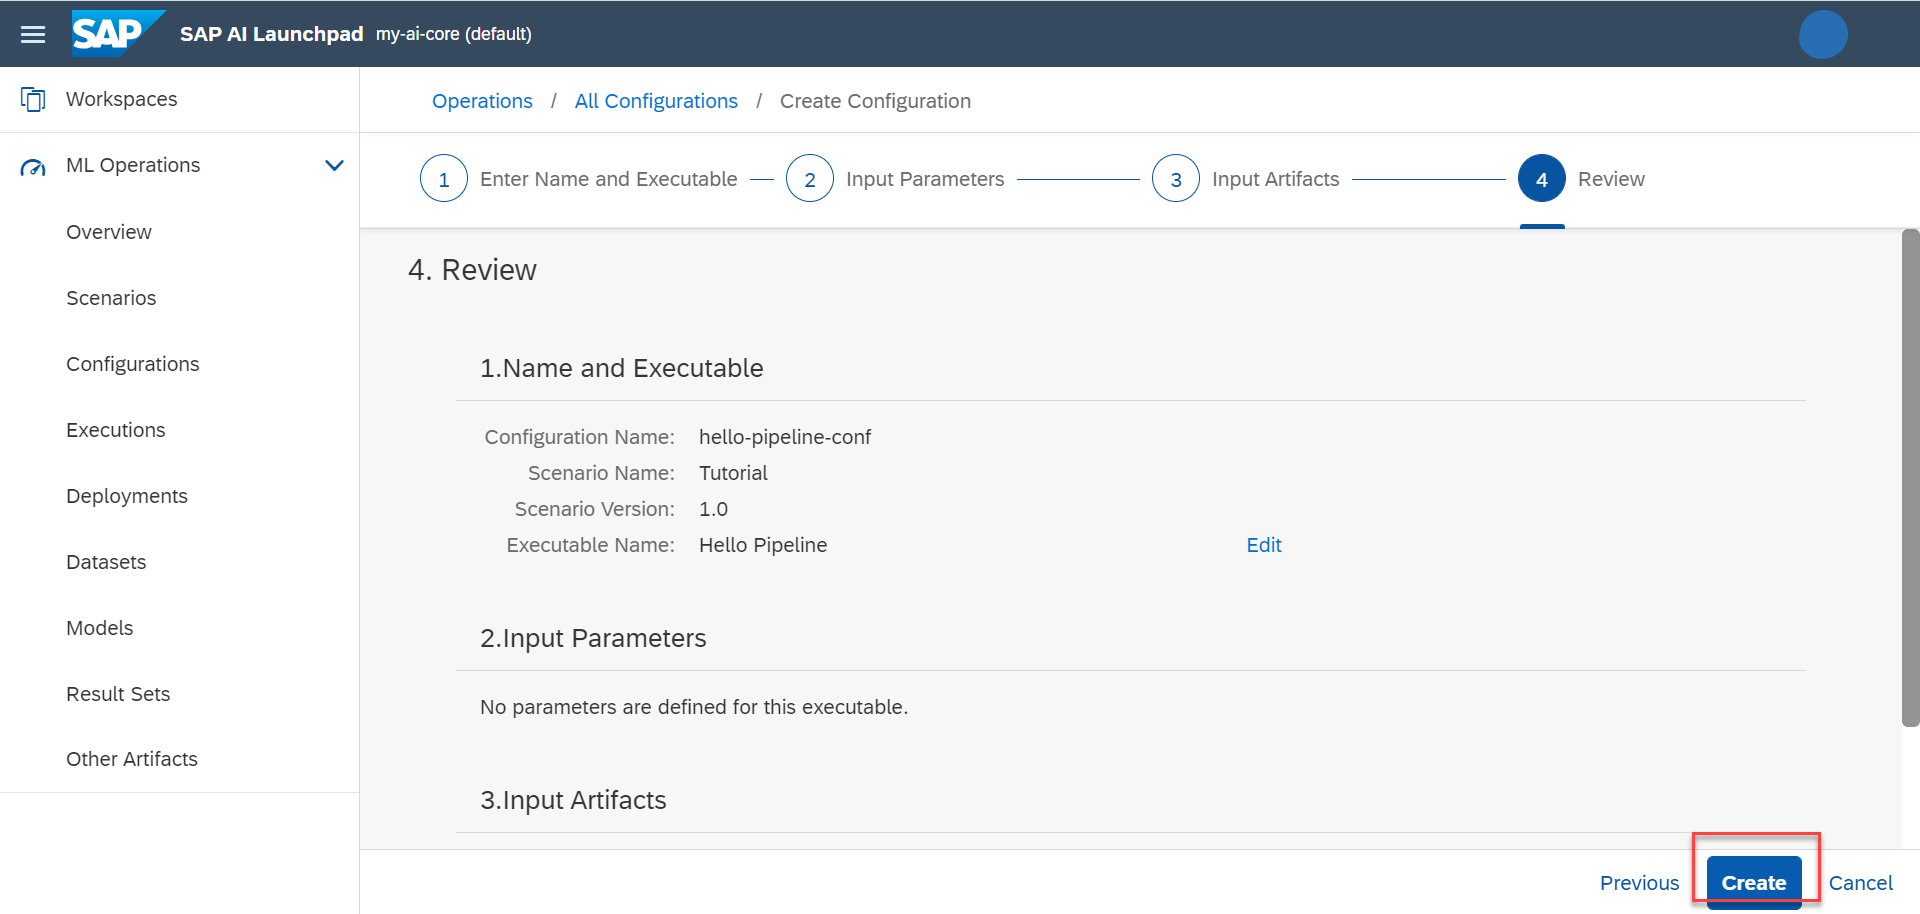 SAP SAP AI Launchpad my-ai-core (default)
Workspaces
ML Operations
Overview
Scenarios
Configurations
Executions
Deployments
Datasets
Models
Result Sets
Other Artifacts
Operations / All Configurations / Create Configuration
1 Enter Name and Executable 2 Input Parameters 3 Input Artifacts 4 Review
4. Review
1.Name and Executable
Configuration Name: hello-pipeline-conf
Scenario Name: Tutorial
Scenario Version: 1.0
Executable Name: Hello Pipeline Edit
2.Input Parameters
No parameters are defined for this executable.
3.Input Artifacts
Previous Create Cancel